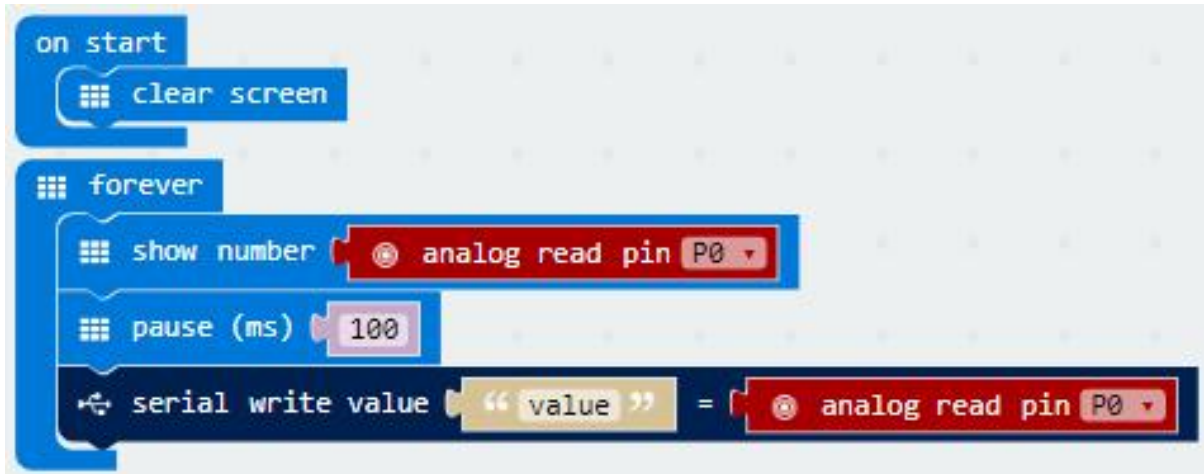 on start
clear screen
forever
show number analog read pin P0
pause (ms) 100
serial write value “ value ” = analog read pin P0